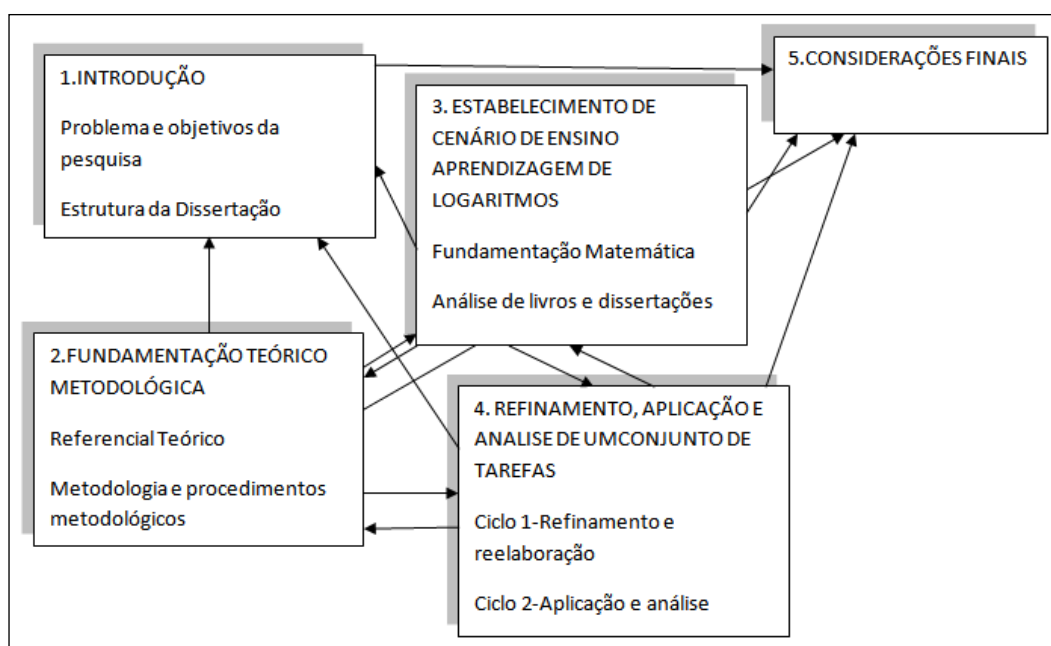 1.INTRODUÇÃO
Problema e objetivos da
pesquisa
Estrutura da Dissertação
2.FUNDAMENTAÇÃO TEÓRICO
METODOLÓGICA
Referencial Teórico
Metodologia e procedimentos
metodológicos
3. ESTABELECIMENTO DE
CENÁRIO DE ENSINO
APRENDIZAGEM DE
LOGARITMOS
Fundamentação Matemática
Análise de livros e dissertações
4. REFINAMENTO, APLICAÇÃO E
ANALISE DE UMCONJUNTO DE
TAREFAS
Ciclo 1-Refinamento e
reelaboração
Ciclo 2-Aplicação e análise
5.CONSIDERAÇÕES FINAIS